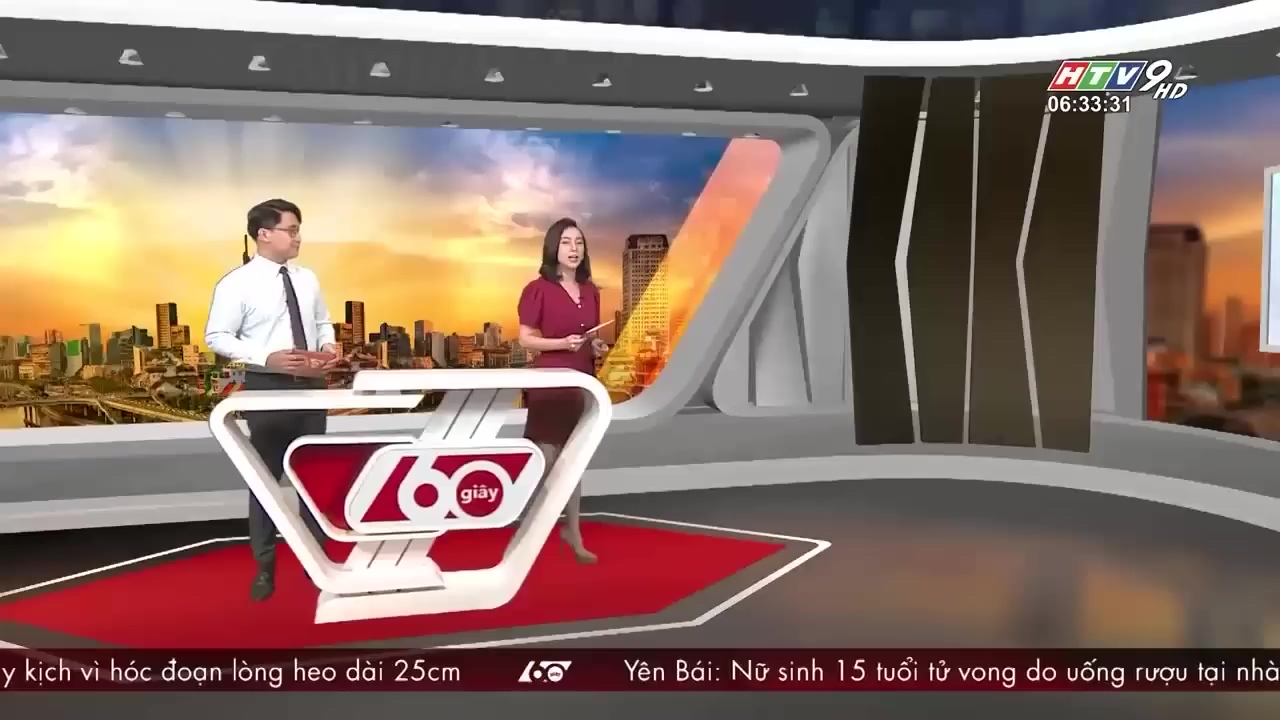 HTV9 HD
06:33:31
60 giây
y kịch vì hóc đoạn lòng heo dài 25cm 60 giây Yên Bái: Nữ sinh 15 tuổi tử vong do uống rượu tại nhà